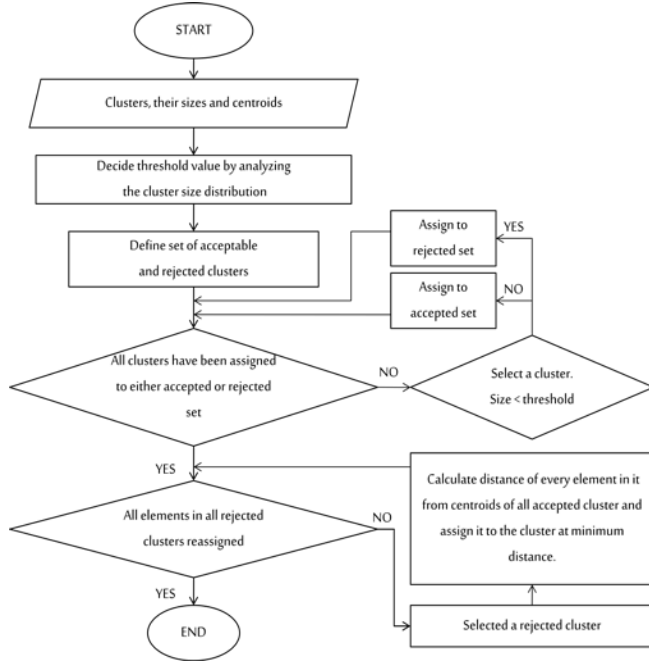 START
Clusters, their sizes and centroids
Decide threshold value by analyzing
the cluster size distribution
Define set of acceptable
and rejected clusters
Assign to
rejected set
YES
Assign to
accepted set
NO
All clusters have been assigned
to either accepted or rejected
set
NO
Select a cluster.
Size < threshold
YES
Calculate distance of every element in it
from centroids of all accepted cluster and
assign it to the cluster at minimum
distance.
All elements in all rejected
clusters reassigned
NO
YES
Selected a rejected cluster
END